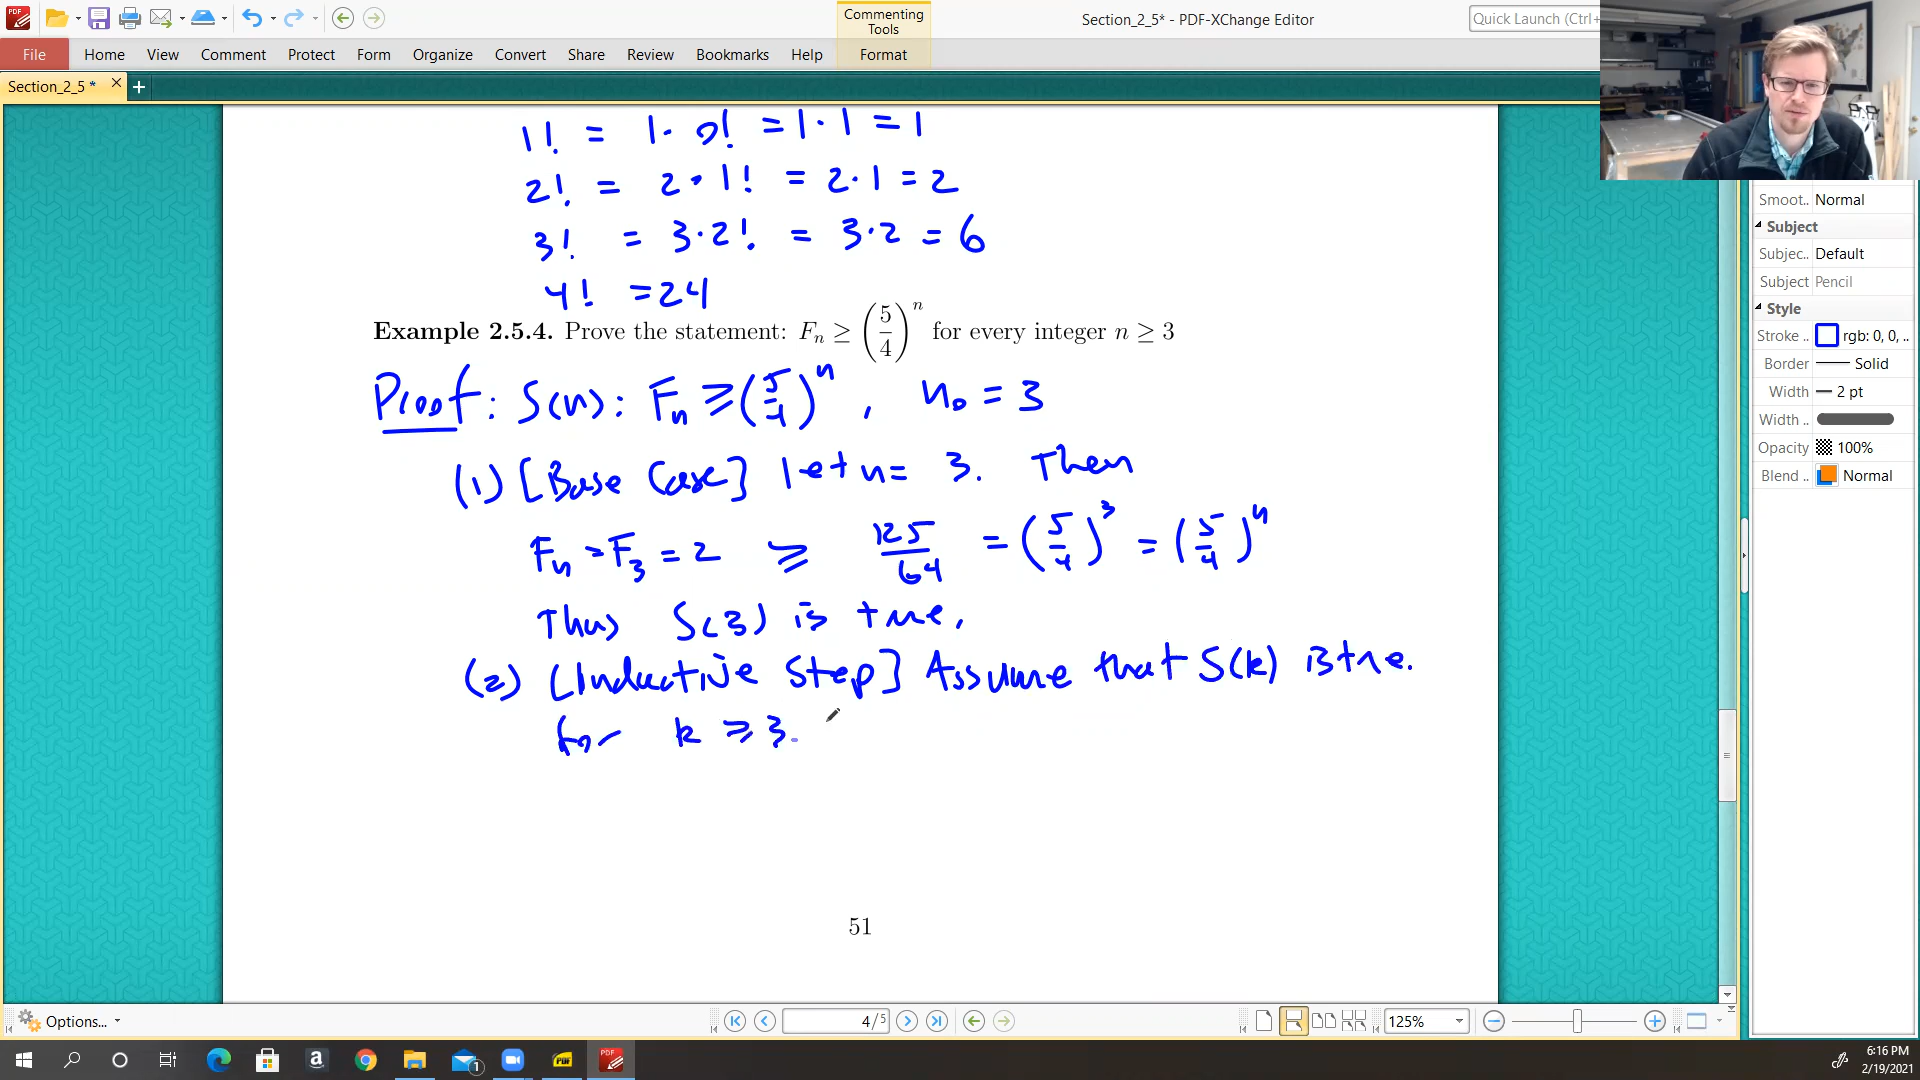 Commenting Tools
Section_2_5* - PDF-XChange Editor
Quick Launch (Ctrl+
File Home View Comment Protect Form Organize Convert Share Review Bookmarks Help Format
Section_2_5 *
1! = 1· 0! = 1·1 = 1
2! = 2·1! = 2·1 = 2
3! = 3·2! = 3·2 = 6
4! = 24
Example 2.5.4. Prove the statement: Fₙ ≥ (5/4)ⁿ for every integer n ≥ 3
Proof: S(n): Fₙ ≥ (5/4)ⁿ, n₀ = 3
(1) [Base Case] let n = 3. Then
Fₙ = F₃ = 2 ≥ 125/64 = (5/4)³ = (5/4)ⁿ
Thus S(3) is true.
(2) [Inductive Step] Assume that S(k) is true.
for k ≥ 3.
51
Smoot.. Normal
Subject
Subjec.. Default
Subject Pencil
Style
Stroke .. rgb: 0, 0, ..
Border Solid
Width 2 pt
Width ..
Opacity 100%
Blend .. Normal
Options...
4/5
125%
6:16 PM
2/19/2021